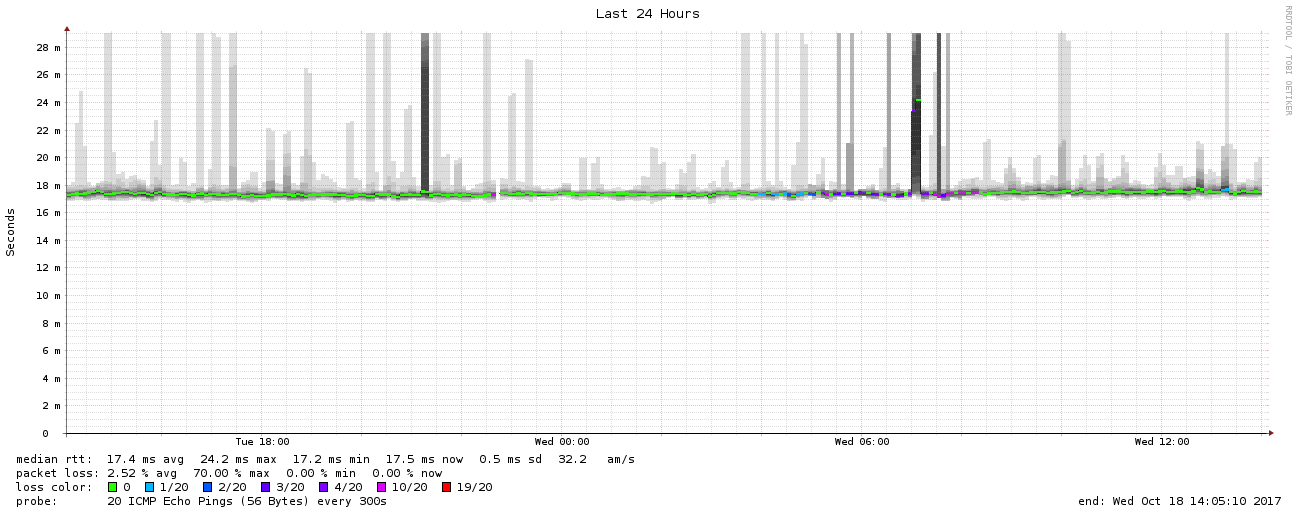 Last 24 Hours
RRDTOOL / TOBI OETIKER
Seconds
28 m
26 m
24 m
22 m
20 m
18 m
16 m
14 m
12 m
10 m
8 m
6 m
4 m
2 m
0
Tue 18:00 Wed 00:00 Wed 06:00 Wed 12:00
median rtt: 17.4 ms avg 24.2 ms max 17.2 ms min 17.5 ms now 0.5 ms sd 32.2 am/s
packet loss: 2.52 % avg 70.00 % max 0.00 % min 0.00 % now
loss color: 0 1/20 2/20 3/20 4/20 10/20 19/20
probe: 20 ICMP Echo Pings (56 Bytes) every 300s end: Wed Oct 18 14:05:10 2017